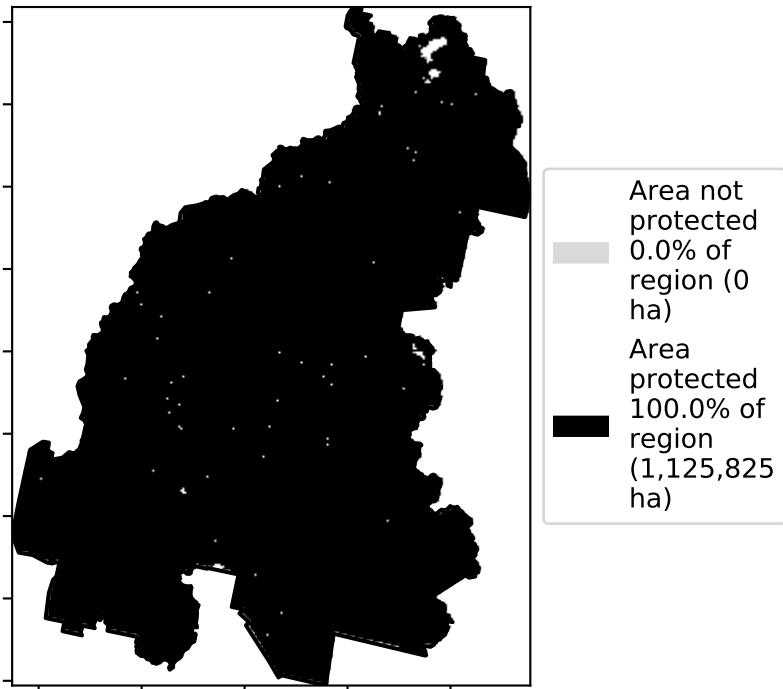 Area not
protected
0.0% of
region (0
ha)
Area
protected
100.0% of
region
(1,125,825
ha)